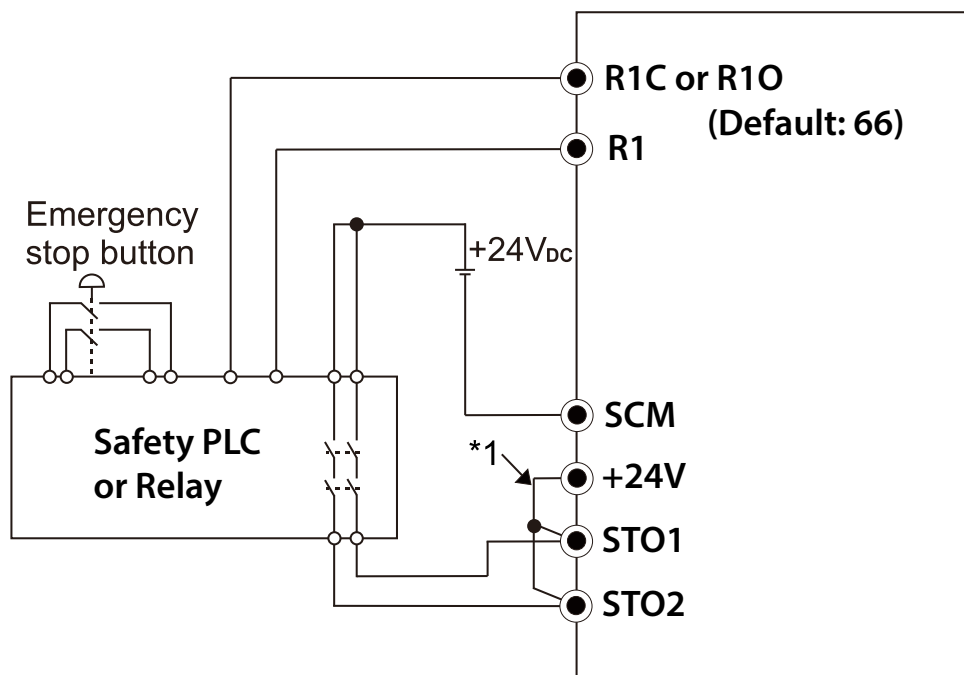 R1C or R1O
(Default: 66)
R1
Emergency
stop button
+24VDC
SCM
*1
+24V
Safety PLC
or Relay
STO1
STO2